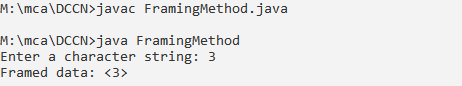 M:\mca\DCCN>javac FramingMethod.java
M:\mca\DCCN>java FramingMethod
Enter a character string: 3
Framed data: <3>